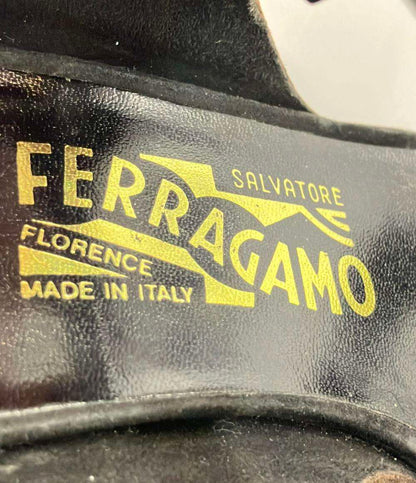 SALVATORE
FERRAGAMO
FLORENCE
MADE IN ITALY